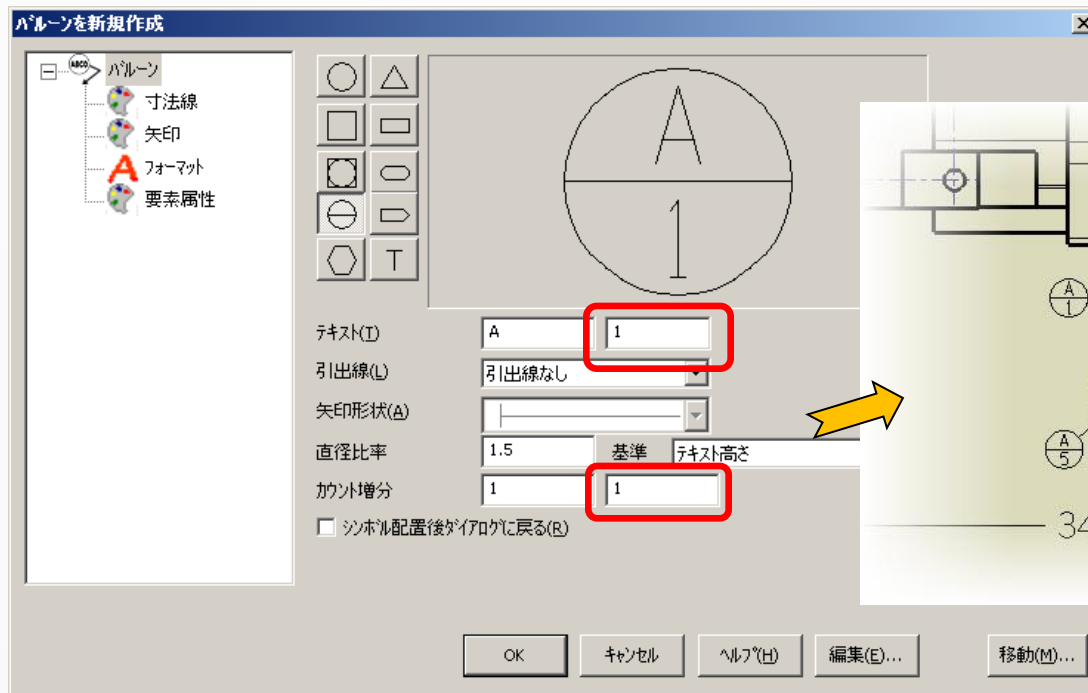 バルーンを新規作成
ABCD
バルーン
寸法線
矢印
A フォーマット
要素属性
T
A
1
テキスト(T) A 1
引出線(L) 引出線なし
矢印形状(A)
直径比率 1.5 基準 テキスト高さ
カウント増分 1 1
シンボル配置後ダイアログに戻る(R)
A
1
A
5
34
OK キャンセル ヘルプ(H) 編集(E)... 移動(M)...